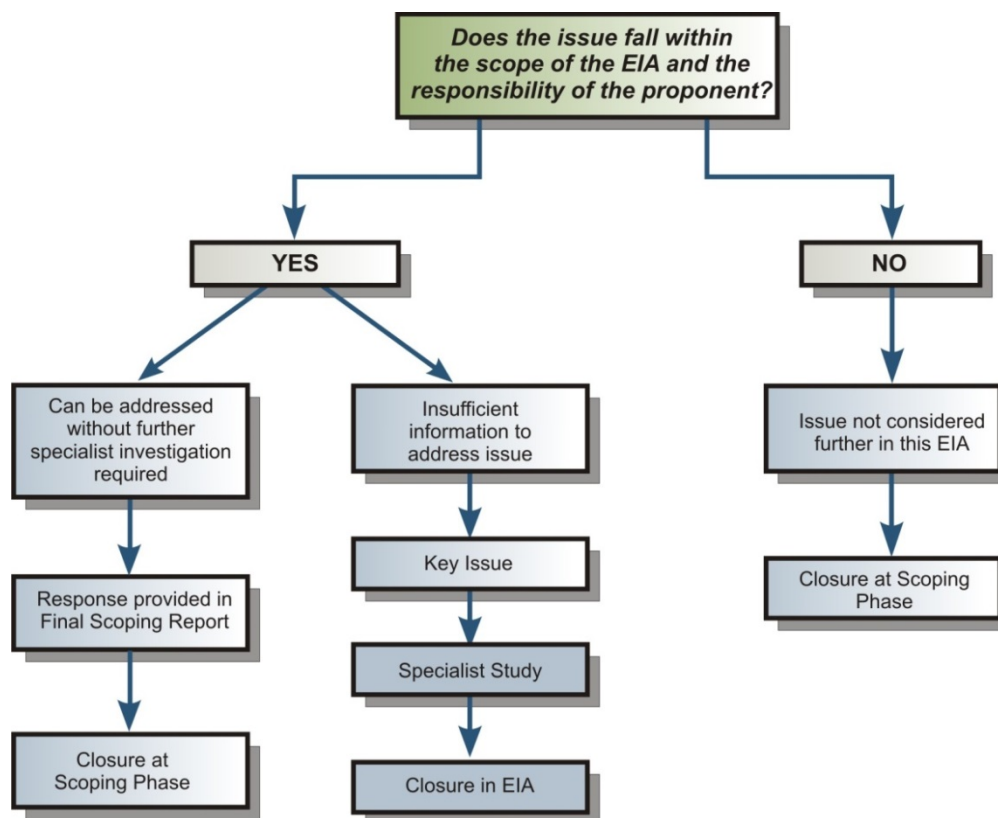 Does the issue fall within
the scope of the EIA and the
responsibility of the proponent?
YES
NO
Can be addressed
without further
specialist investigation
required
Insufficient
information to
address issue
Issue not considered
further in this EIA
Key Issue
Closure at Scoping
Phase
Response provided in
Final Scoping Report
Specialist Study
Closure at
Scoping Phase
Closure in EIA